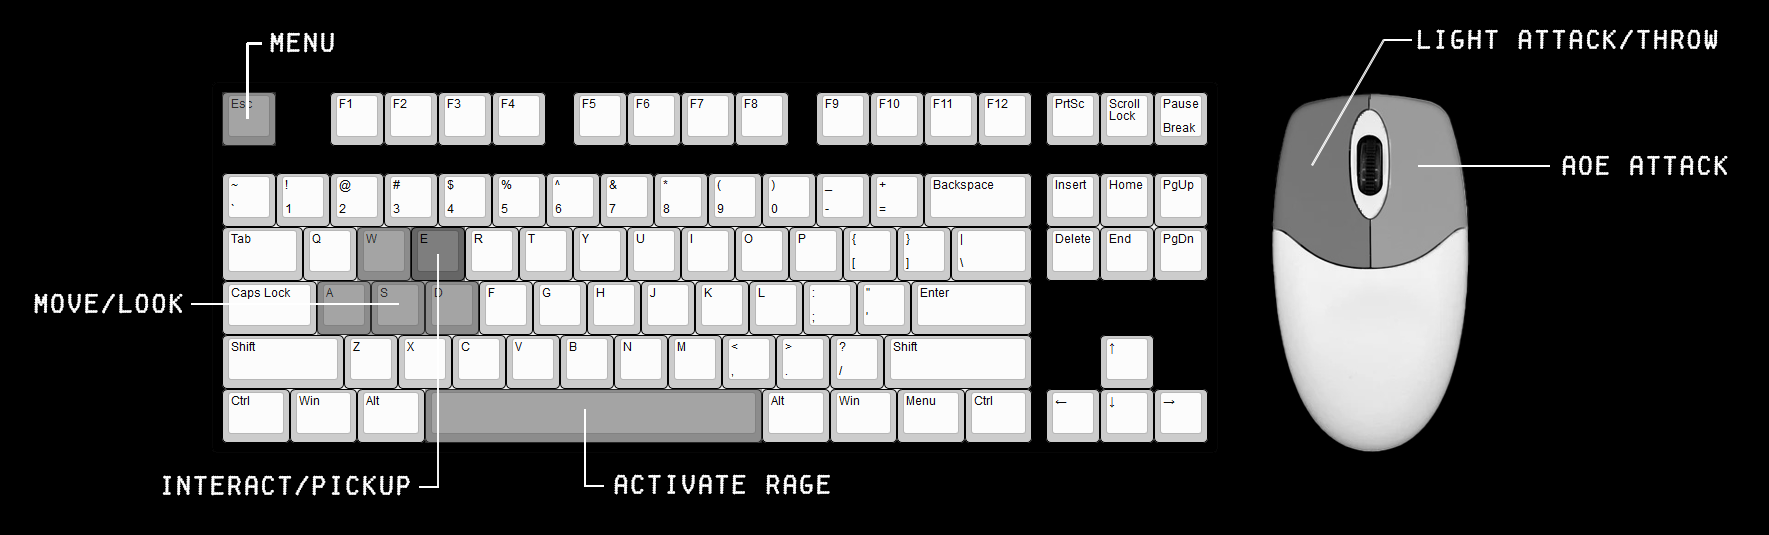 MENU
LIGHT ATTACK/THROW
Esc F1 F2 F3 F4 F5 F6 F7 F8 F9 F10 F11 F12 PrtSc Scroll Pause
Lock
Break
AOE ATTACK
~ ! @ # $ % ^ & * ( ) _ + Backspace Insert Home PgUp
` 1 2 3 4 5 6 7 8 9 0 - =
Tab Q W E R T Y U I O P { } | Delete End PgDn
[ ] \
MOVE/LOOK
Caps Lock A S D F G H J K L : " Enter
; '
Shift Z X C V B N M < > ? Shift ↑
, . /
Ctrl Win Alt Alt Win Menu Ctrl ← ↓ →
INTERACT/PICKUP
ACTIVATE RAGE